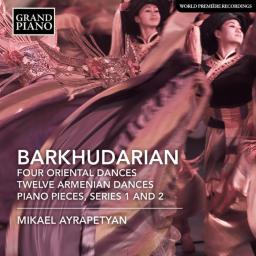 GRAND
PIANO
WORLD PREMIÈRE RECORDINGS
BARKHUDARIAN
FOUR ORIENTAL DANCES
TWELVE ARMENIAN DANCES
PIANO PIECES, SERIES 1 AND 2
MIKAEL AYRAPETYAN